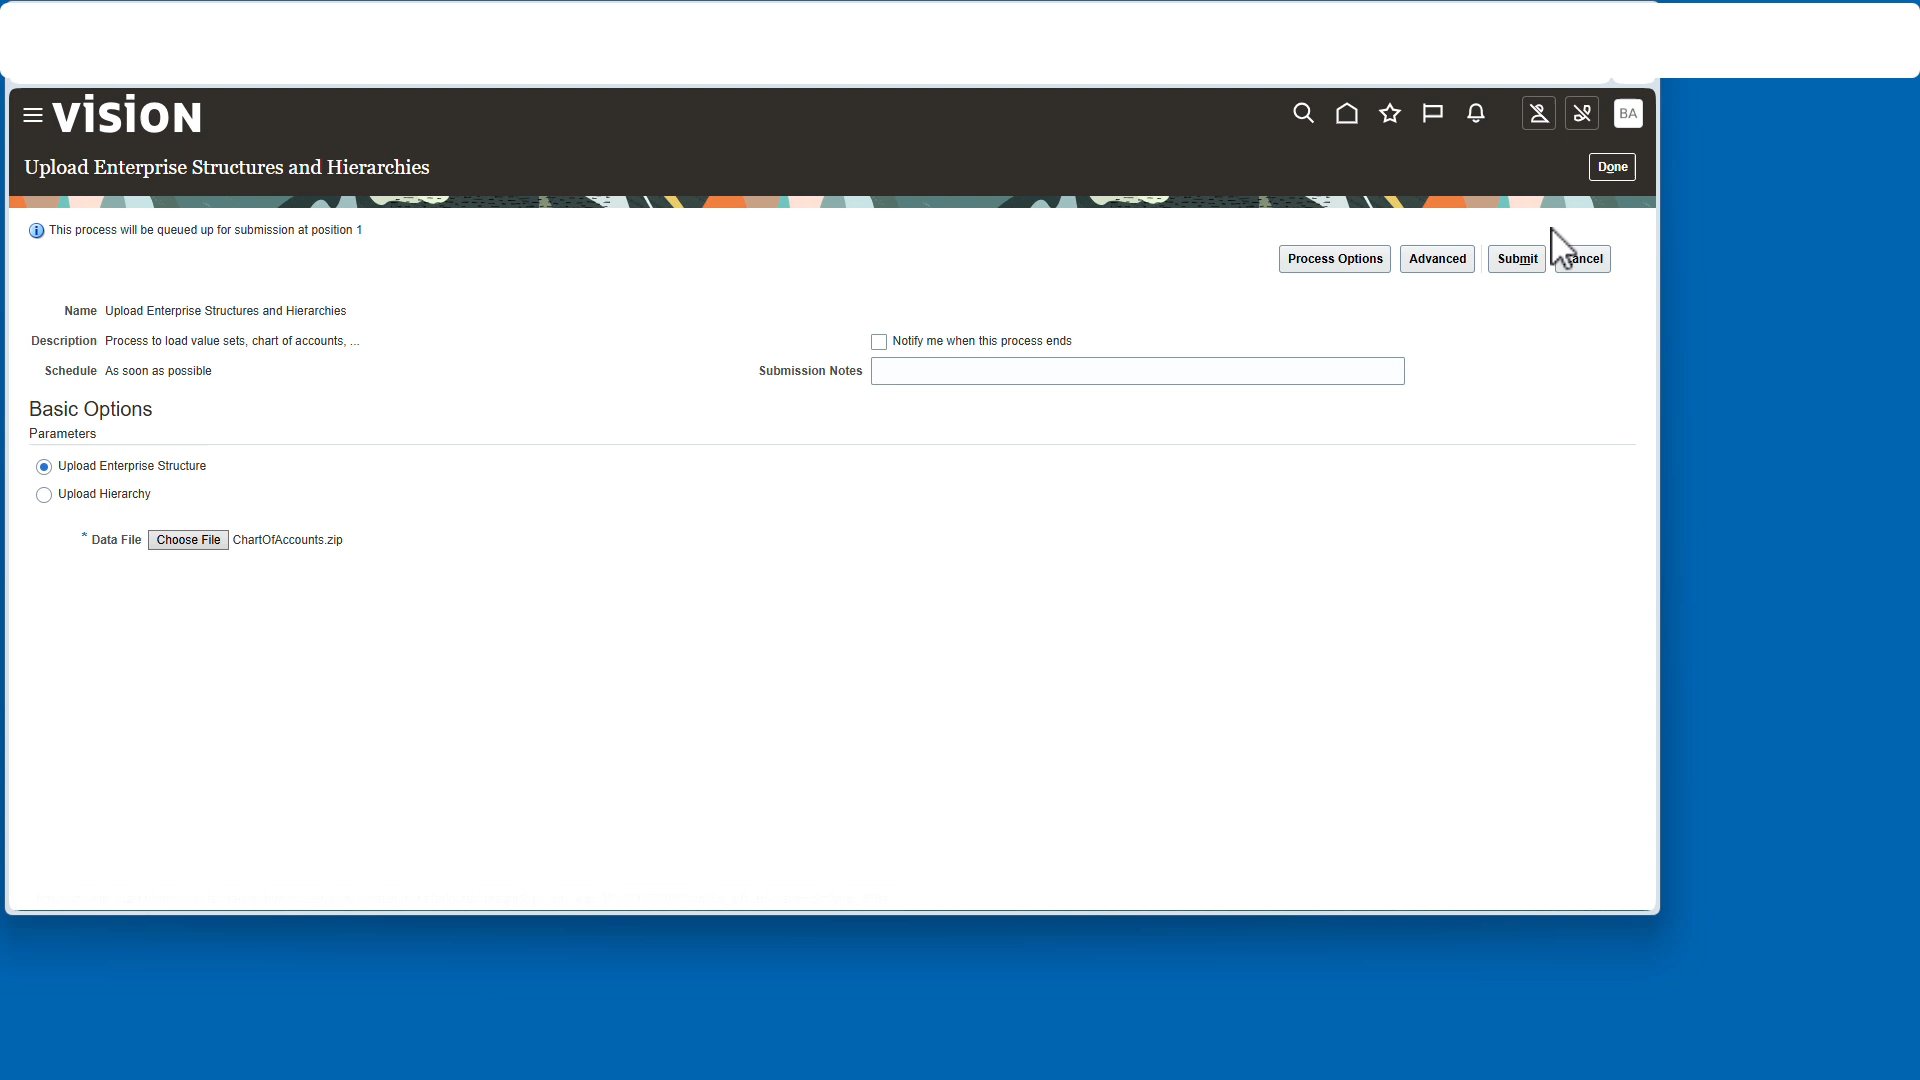 VISION
BA
Upload Enterprise Structures and Hierarchies
Done
This process will be queued up for submission at position 1
Process Options
Advanced
Submit
ancel
Name Upload Enterprise Structures and Hierarchies
Description Process to load value sets, chart of accounts, ...
Notify me when this process ends
Schedule As soon as possible
Submission Notes
Basic Options
Parameters
Upload Enterprise Structure
Upload Hierarchy
* Data File Choose File ChartOfAccounts.zip